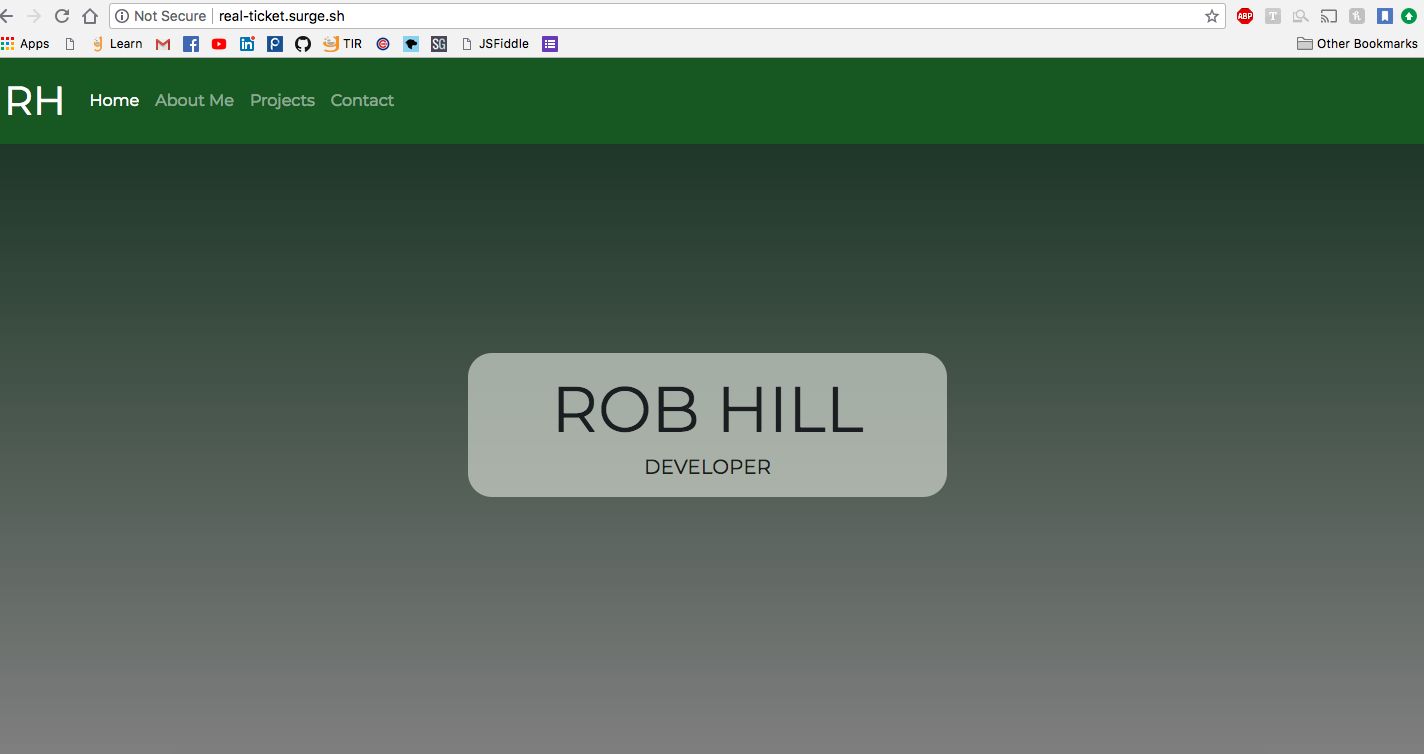 Not Secure real-ticket.surge.sh ABP T
Apps Learn TIR SG JSFiddle Other Bookmarks
RH Home About Me Projects Contact
ROB HILL
DEVELOPER